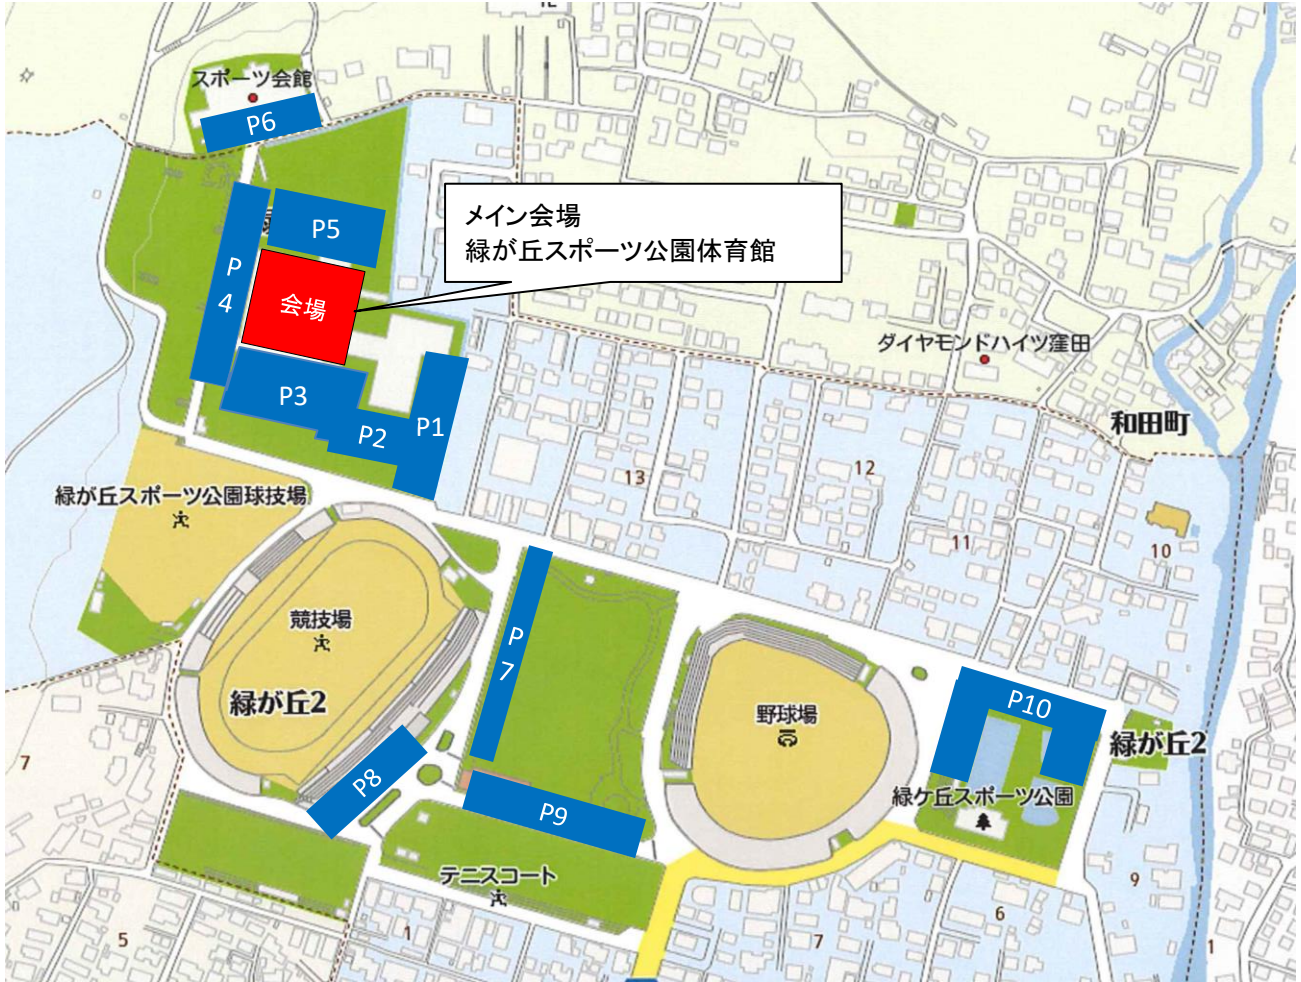 スポーツ会館
P6
メイン会場
緑が丘スポーツ公園体育館
P5
P
4
会場
ダイヤモンドハイツ窪田
P3
P1
P2
和田町
13
12
緑が丘スポーツ公園球技場
11
10
競技場
P
7
緑が丘2
野球場
P10
緑が丘2
7
P8
緑ケ丘スポーツ公園
P9
テニスコート
9
6
5
1
7
1